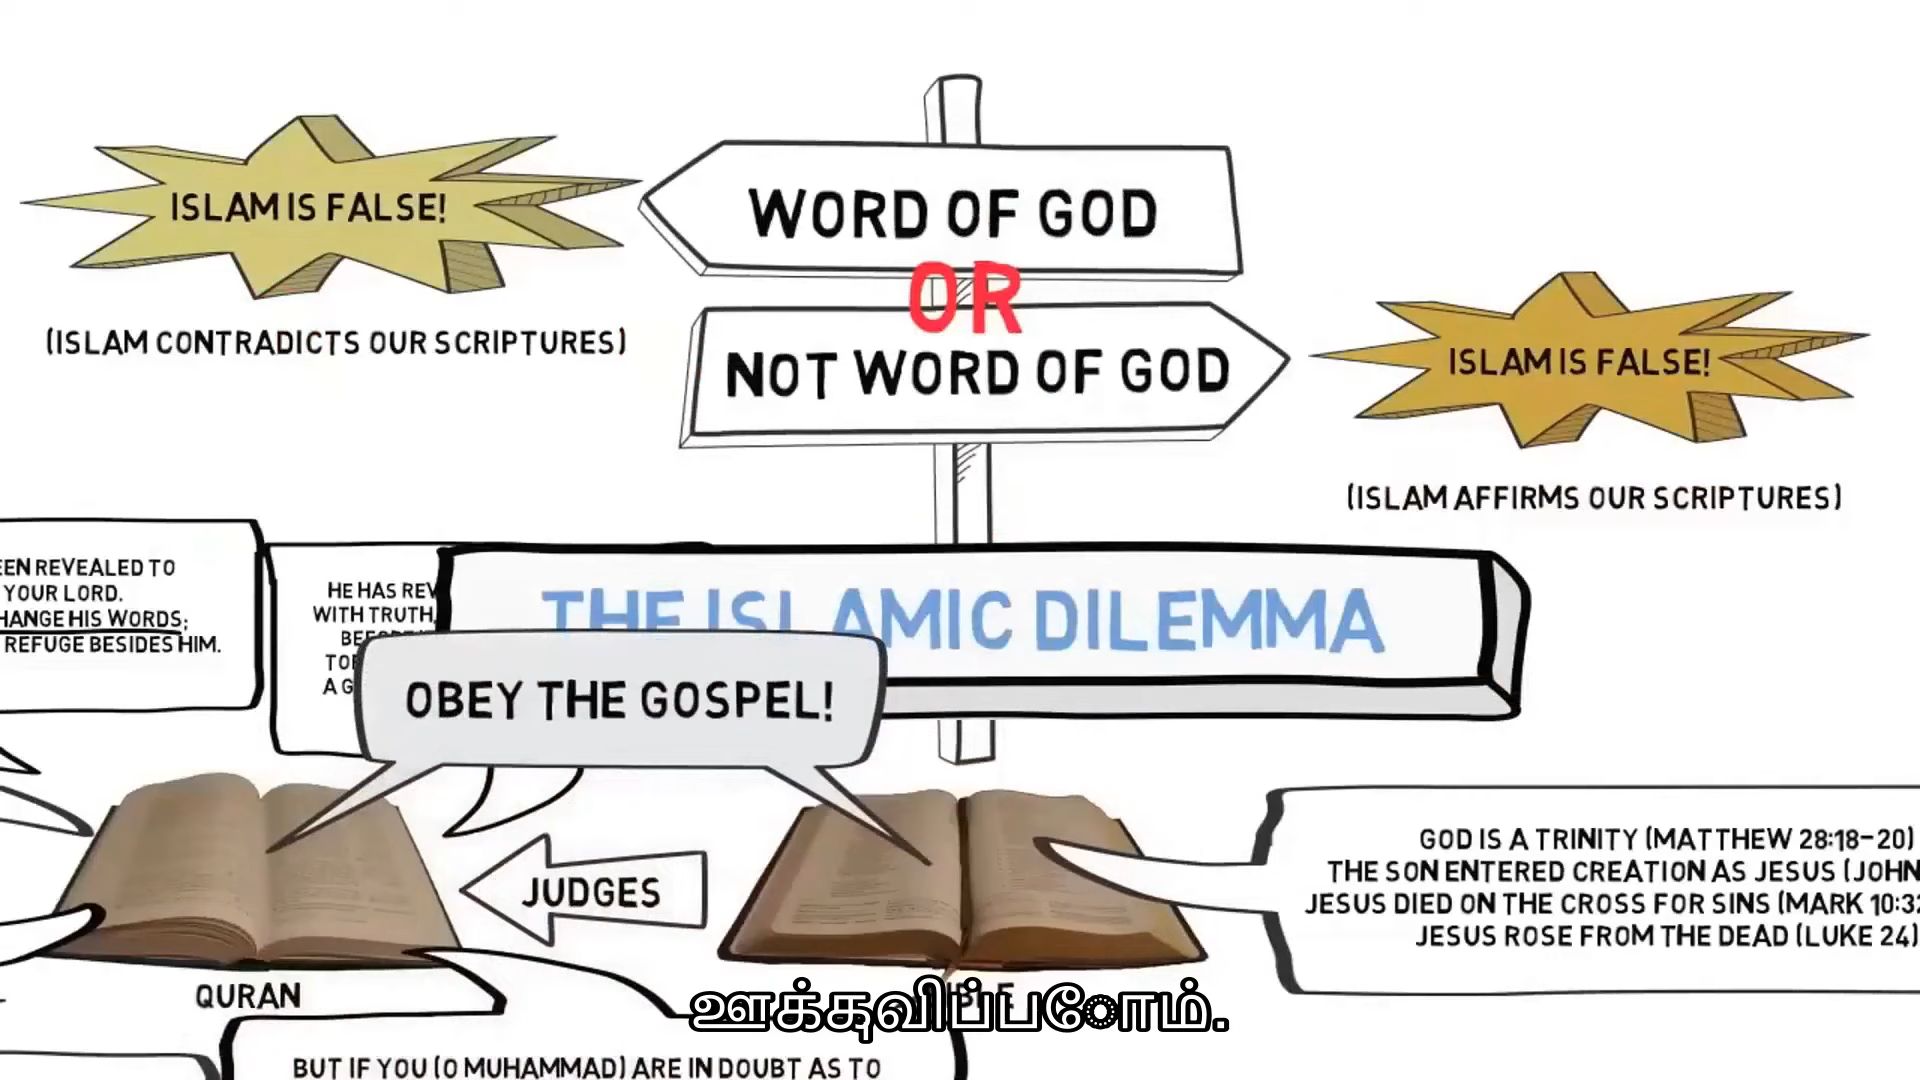 ISLAM IS FALSE!
(ISLAM CONTRADICTS OUR SCRIPTURES)
WORD OF GOD
OR
NOT WORD OF GOD
ISLAM IS FALSE!
(ISLAM AFFIRMS OUR SCRIPTURES)
EEN REVEALED TO
YOUR LORD.
HANGE HIS WORDS;
REFUGE BESIDES HIM.
HE HAS REV
WITH TRUTH,
THE ISLAMIC DILEMMA
OBEY THE GOSPEL!
JUDGES
GOD IS A TRINITY (MATTHEW 28:18-20)
THE SON ENTERED CREATION AS JESUS (JOHN
JESUS DIED ON THE CROSS FOR SINS (MARK 10:32
JESUS ROSE FROM THE DEAD (LUKE 24)
QURAN
ஊக்குவிப்போம்.
BUT IF YOU (O MUHAMMAD) ARE IN DOUBT AS TO